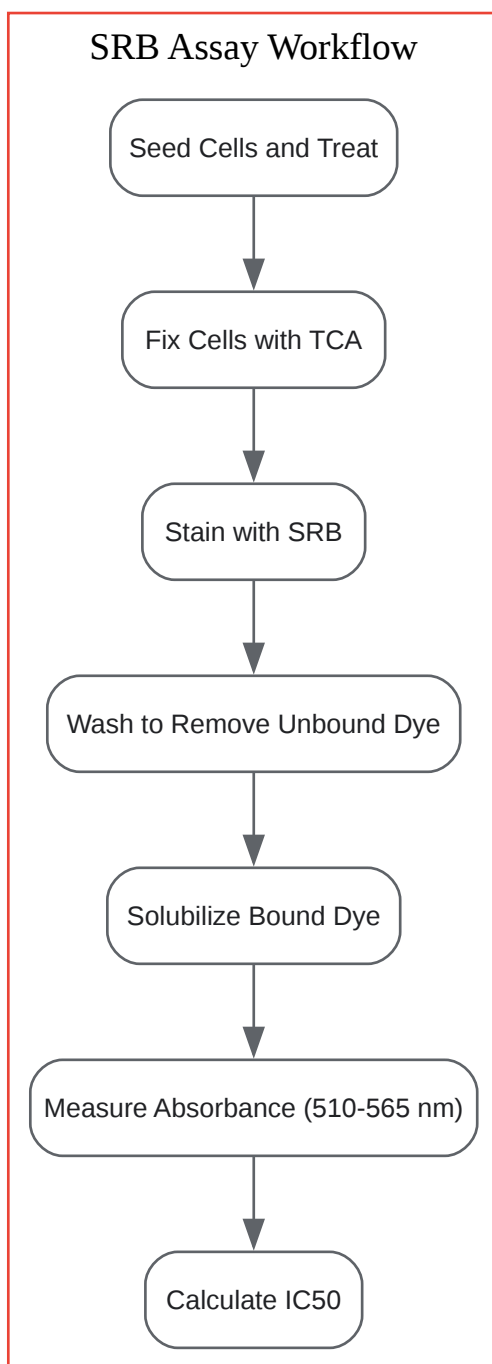 SRB Assay Workflow
Seed Cells and Treat
Fix Cells with TCA
Stain with SRB
Wash to Remove Unbound Dye
Solubilize Bound Dye
Measure Absorbance (510-565 nm)
Calculate IC50